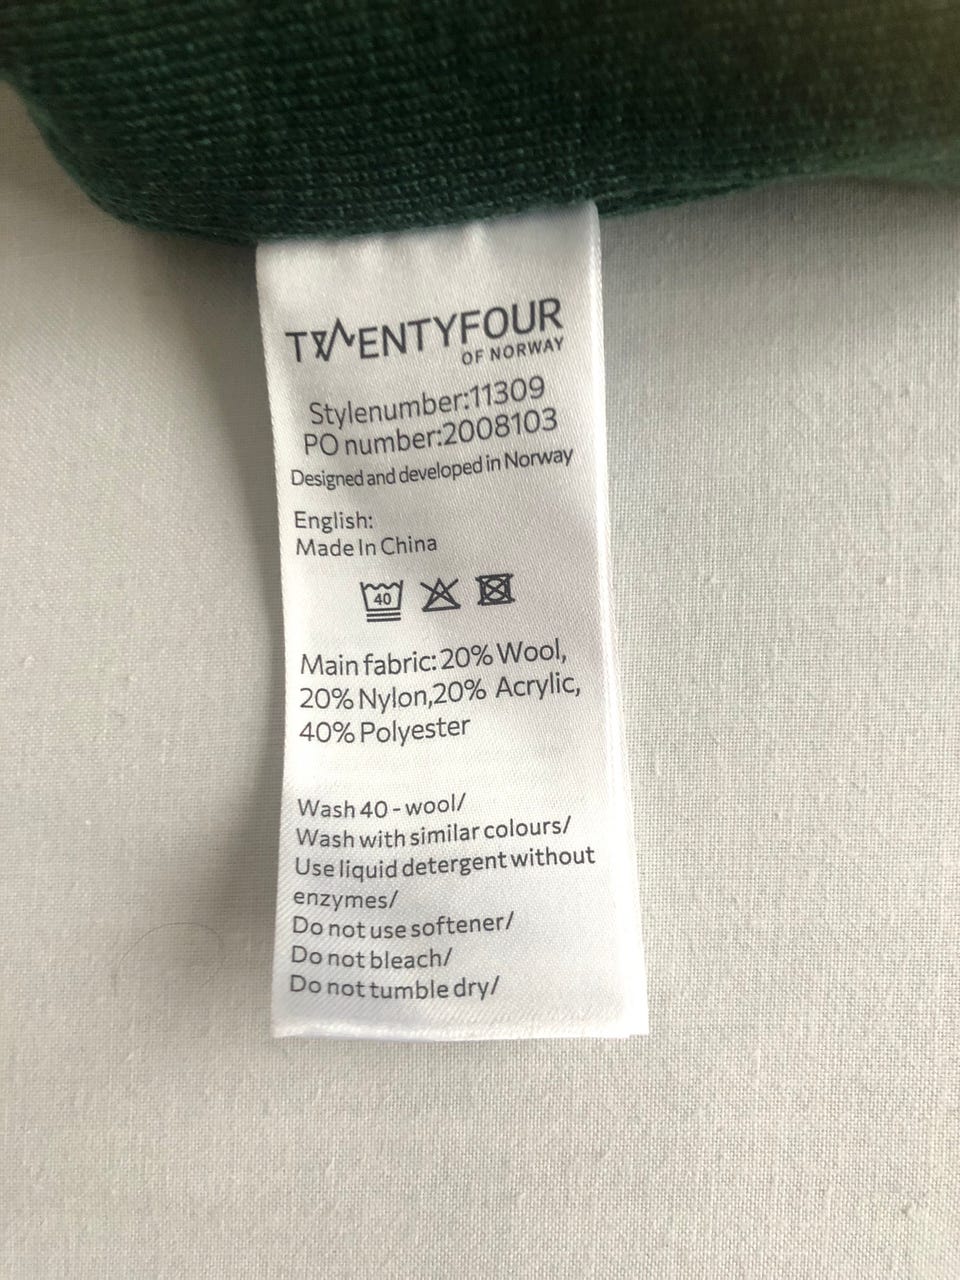 TWENTYFOUR
OF NORWAY
Stylenumber:11309
PO number:2008103
Designed and developed in Norway
English:
Made In China
40
Main fabric: 20% Wool,
20% Nylon,20% Acrylic,
40% Polyester
Wash 40 - wool/
Wash with similar colours/
Use liquid detergent without
enzymes/
Do not use softener/
Do not bleach/
Do not tumble dry/